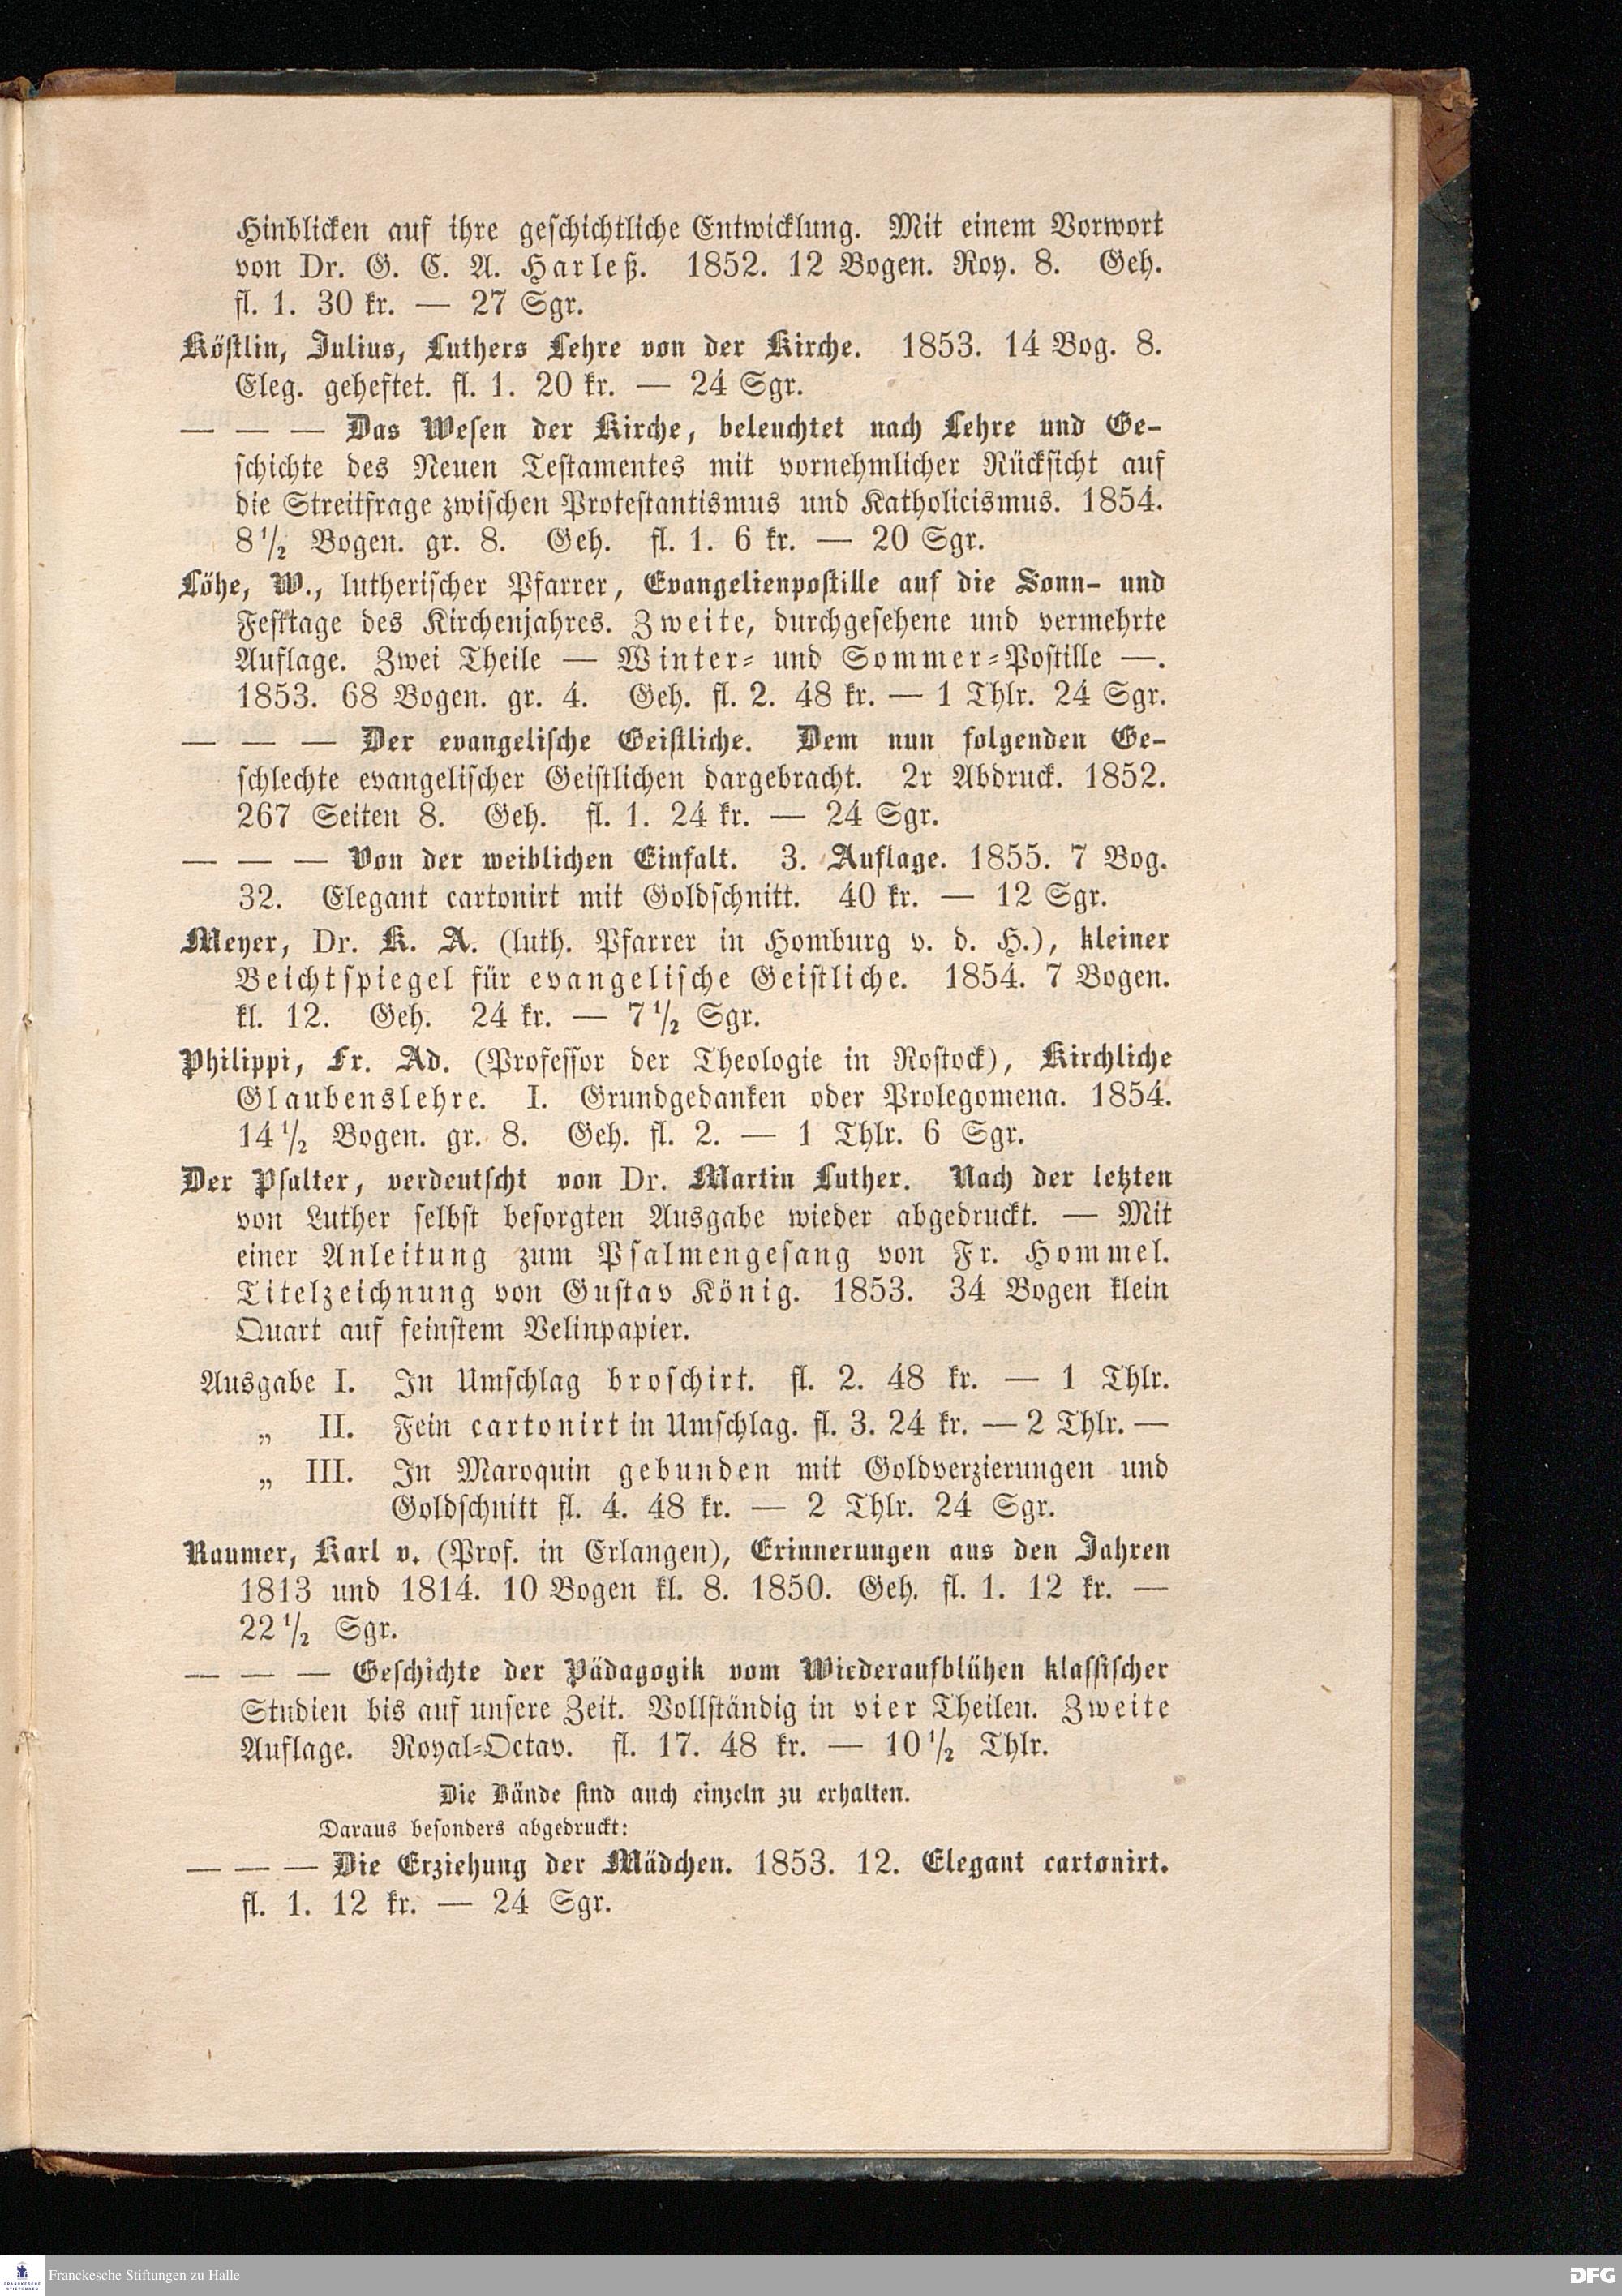 Hinblicken auf ihre geschichtliche Entwicklung. Mit einem Vorwort
von Dr. G. C. A. Harleß. 1852. 12 Bogen. Roy. 8. Geh.
fl. 1. 30 kr. — 27 Sgr.
Köstlin, Julius, Luthers Lehre von der Kirche. 1853. 14 Bog. 8.
Eleg. geheftet. fl. 1. 20 kr. — 24 Sgr.
— — — Das Wesen der Kirche, beleuchtet nach Lehre und Ge-
schichte des Neuen Testamentes mit vornehmlicher Rücksicht auf
die Streitfrage zwischen Protestantismus und Katholicismus. 1854.
8 1/2 Bogen. gr. 8. Geh. fl. 1. 6 kr. — 20 Sgr.
Löhe, W., lutherischer Pfarrer, Evangelienpostille auf die Sonn- und
Festtage des Kirchenjahres. Zweite, durchgesehene und vermehrte
Auflage. Zwei Theile — Winter- und Sommer-Postille —.
1853. 68 Bogen. gr. 4. Geh. fl. 2. 48 kr. — 1 Thlr. 24 Sgr.
— — — Der evangelische Geistliche. Dem nun folgenden Ge-
schlechte evangelischer Geistlichen dargebracht. 2r Abdruck. 1852.
267 Seiten 8. Geh. fl. 1. 24 kr. — 24 Sgr.
— — — Von der weiblichen Einfalt. 3. Auflage. 1855. 7 Bog.
32. Elegant cartonirt mit Goldschnitt. 40 kr. — 12 Sgr.
Meyer, Dr. K. A. (luth. Pfarrer in Homburg v. d. H.), kleiner
Beichtspiegel für evangelische Geistliche. 1854. 7 Bogen.
kl. 12. Geh. 24 kr. — 7 1/2 Sgr.
Philippi, Fr. Ad. (Professor der Theologie in Rostock), Kirchliche
Glaubenslehre. I. Grundgedanken oder Prolegomena. 1854.
14 1/2 Bogen. gr. 8. Geh. fl. 2. — 1 Thlr. 6 Sgr.
Der Psalter, verdeutscht von Dr. Martin Luther. Nach der letzten
von Luther selbst besorgten Ausgabe wieder abgedruckt. — Mit
einer Anleitung zum Psalmengesang von Fr. Hommel.
Titelzeichnung von Gustav König. 1853. 34 Bogen klein
Quart auf feinstem Velinpapier.
Ausgabe I. In Umschlag broschirt. fl. 2. 48 kr. — 1 Thlr.
„ II. Fein cartonirt in Umschlag. fl. 3. 24 kr. — 2 Thlr. —
„ III. In Maroquin gebunden mit Goldverzierungen und
Goldschnitt fl. 4. 48 kr. — 2 Thlr. 24 Sgr.
Raumer, Karl v. (Prof. in Erlangen), Erinnerungen aus den Jahren
1813 und 1814. 10 Bogen kl. 8. 1850. Geh. fl. 1. 12 kr. —
22 1/2 Sgr.
— — — Geschichte der Pädagogik vom Wiederaufblühen klassischer
Studien bis auf unsere Zeit. Vollständig in vier Theilen. Zweite
Auflage. Royal-Octav. fl. 17. 48 kr. — 10 1/2 Thlr.
Die Bände sind auch einzeln zu erhalten.
Daraus besonders abgedruckt:
— — — Die Erziehung der Mädchen. 1853. 12. Elegant cartonirt.
fl. 1. 12 kr. — 24 Sgr.
FRANCKESCHE STIFTUNGEN
Franckesche Stiftungen zu Halle
DFG